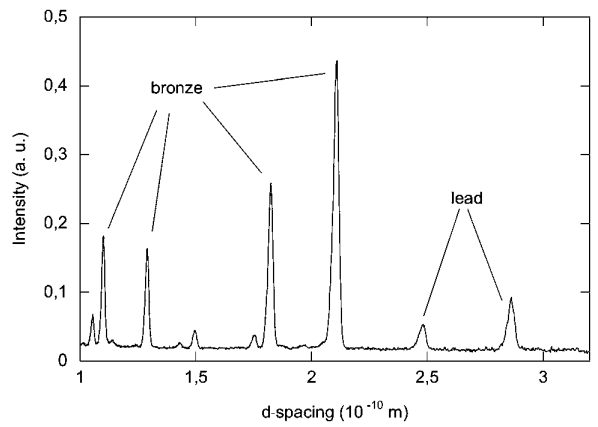 0,5
0,4
0,3
0,2
0,1
0
Intensity (a. u.)
bronze
lead
1 1,5 2 2,5 3
d-spacing (10 -10 m)